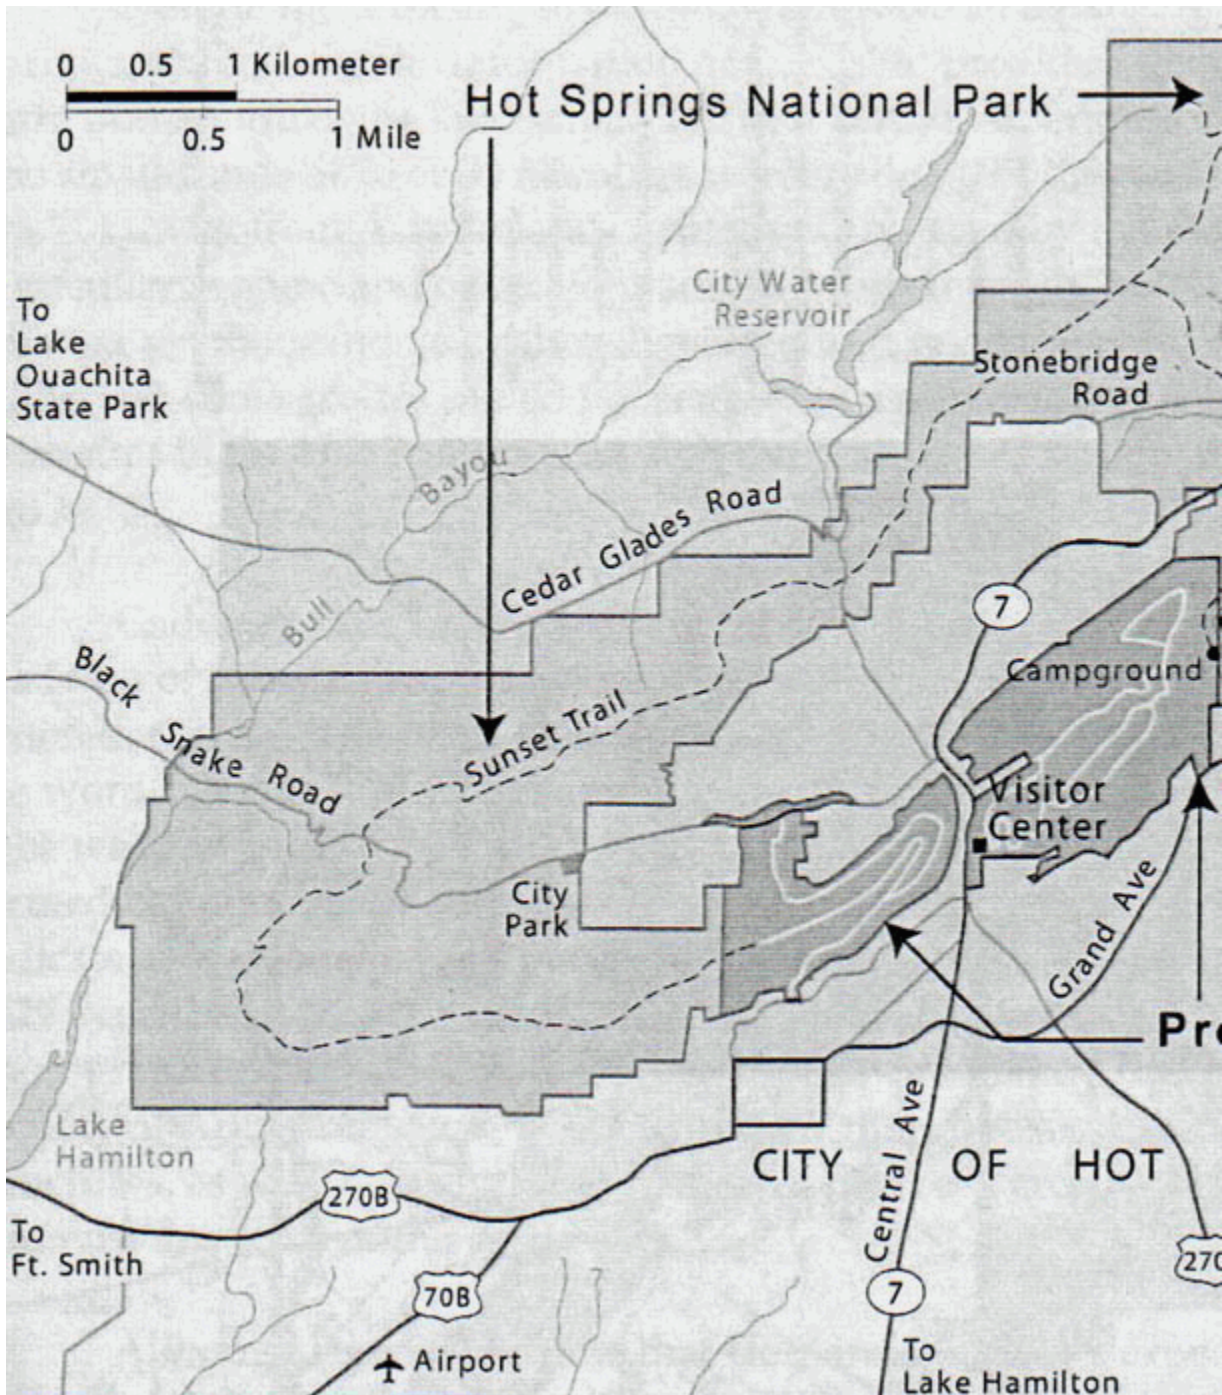 0 0.5 1 Kilometer
0 0.5 1 Mile
Hot Springs National Park
City Water
Reservoir
To
Lake
Ouachita
State Park
Stonebridge
Road
Bayou
Cedar Glades Road
Bull
7
Black Snake Road
Campground
Sunset Trail
Visitor
Center
City
Park
Grand Ave
Pro
Lake
Hamilton
CITY OF HOT
Central Ave
270B
To
Ft. Smith
270
70B
7
Airport
To
Lake Hamilton